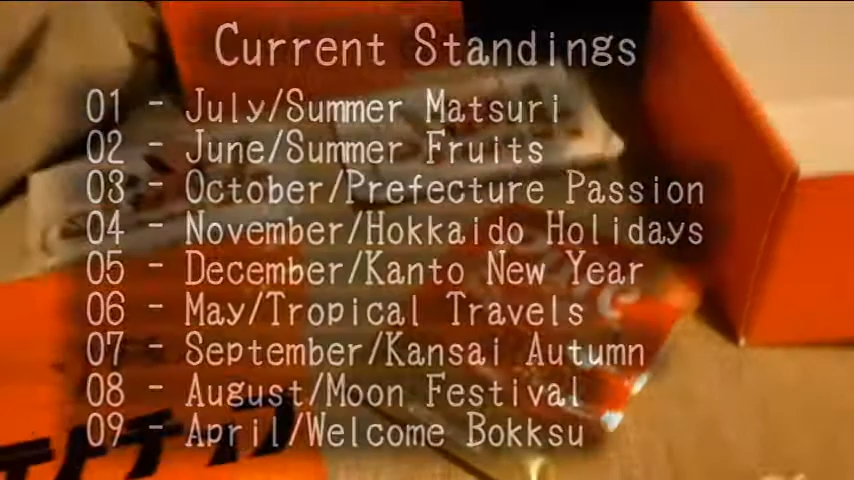 Current Standings
01 - July/Summer Matsuri
02 - June/Summer Fruits
03 - October/Prefecture Passion
04 - November/Hokkaido Holidays
05 - December/Kanto New Year
06 - May/Tropical Travels
07 - September/Kansai Autumn
08 - August/Moon Festival
09 - April/Welcome Bokksu